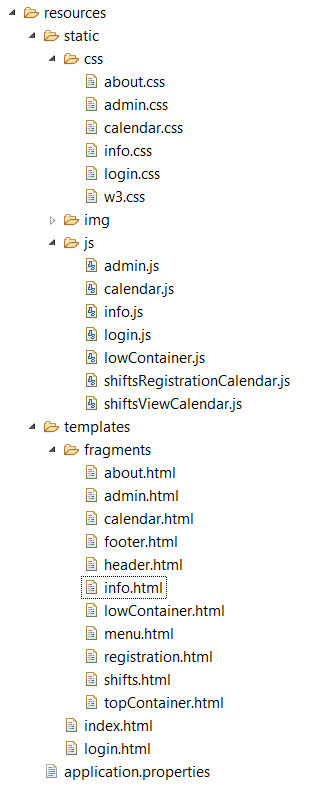 resources
static
css
about.css
admin.css
calendar.css
info.css
login.css
w3.css
img
js
admin.js
calendar.js
info.js
login.js
lowContainer.js
shiftsRegistrationCalendar.js
shiftsViewCalendar.js
templates
fragments
about.html
admin.html
calendar.html
footer.html
header.html
info.html
lowContainer.html
menu.html
registration.html
shifts.html
topContainer.html
index.html
login.html
application.properties